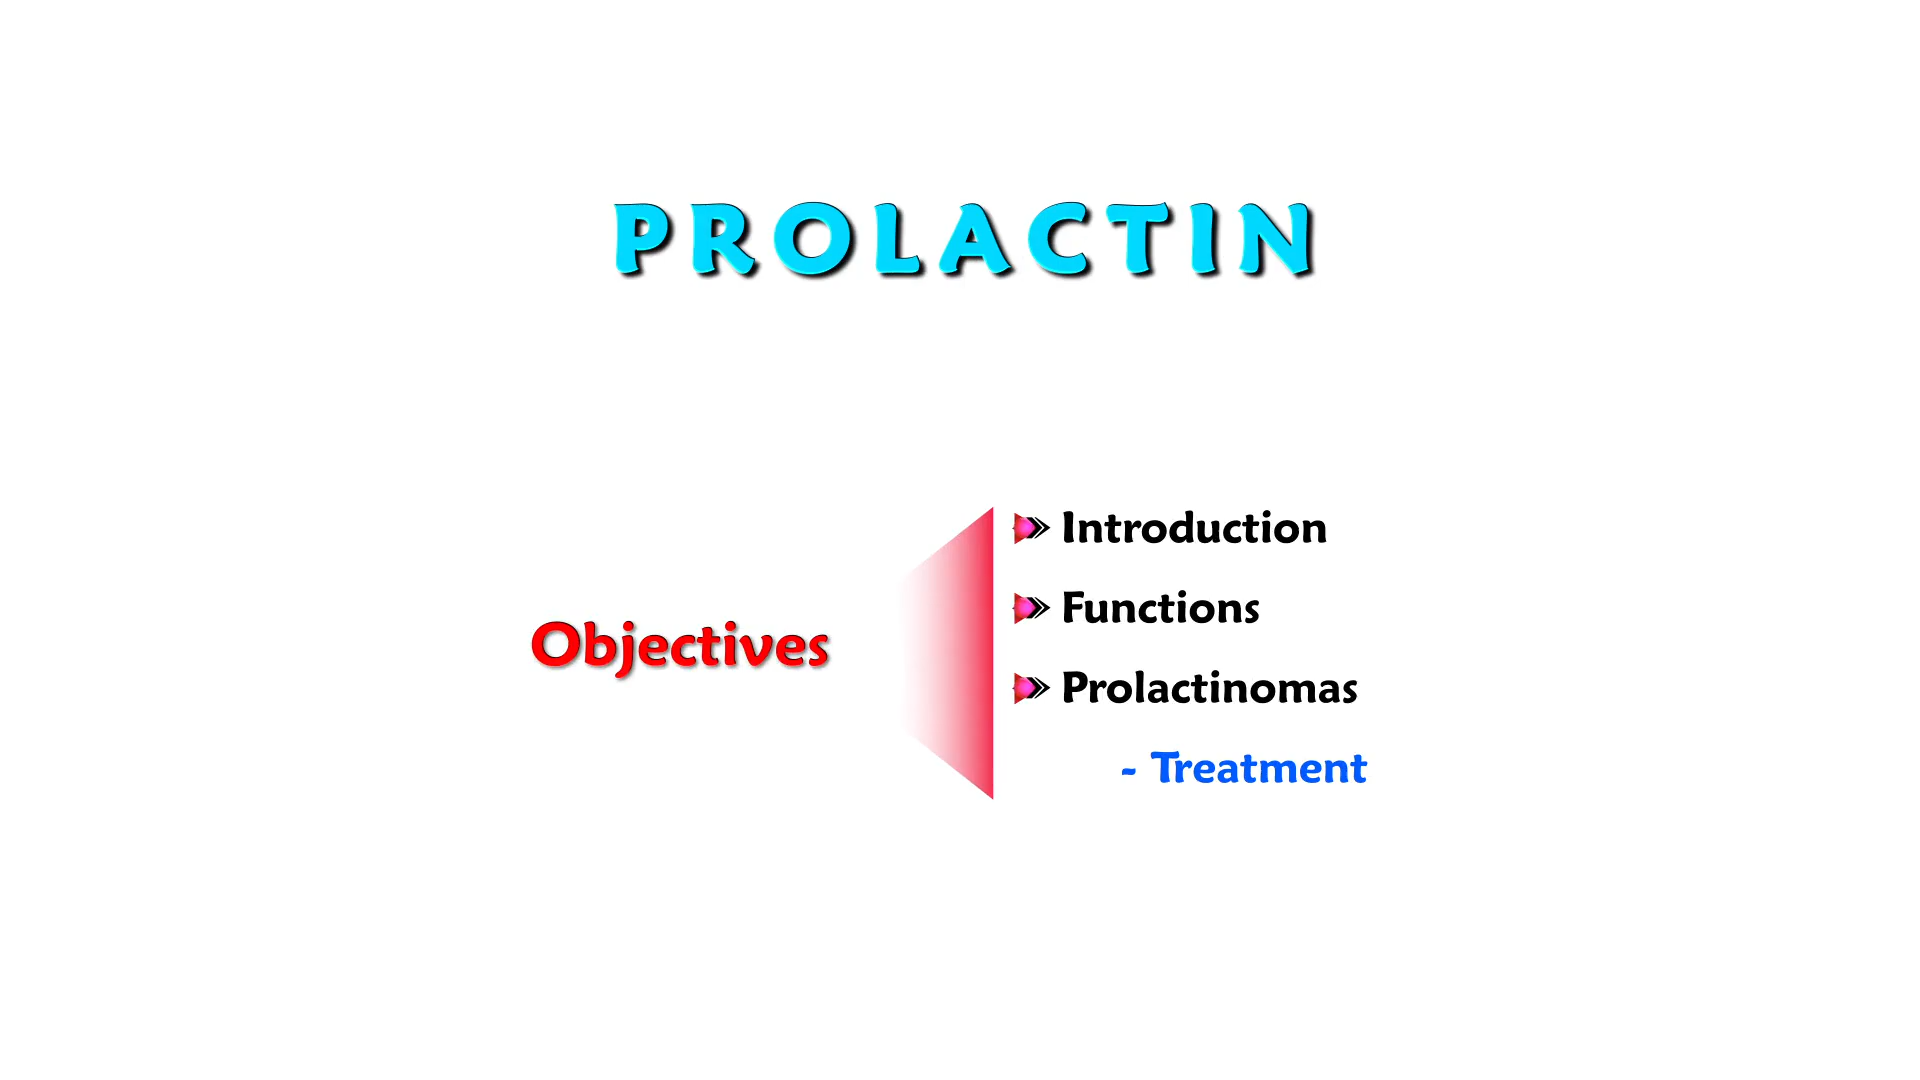 PROLACTIN
Objectives
Introduction
Functions
Prolactinomas
- Treatment